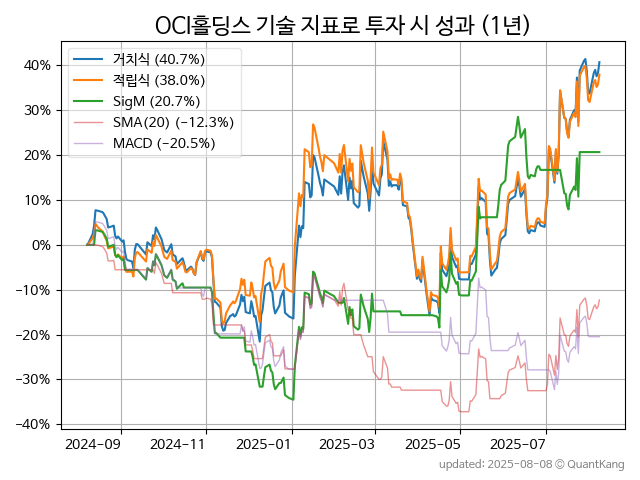 OCI홀딩스 기술 지표로 투자 시 성과 (1년)
거치식 (40.7%)
적립식 (38.0%)
SigM (20.7%)
SMA(20) (−12.3%)
MACD (−20.5%)
40%
30%
20%
10%
0%
−10%
−20%
−30%
−40%
2024-09 2024-11 2025-01 2025-03 2025-05 2025-07
updated: 2025-08-08 © QuantKang